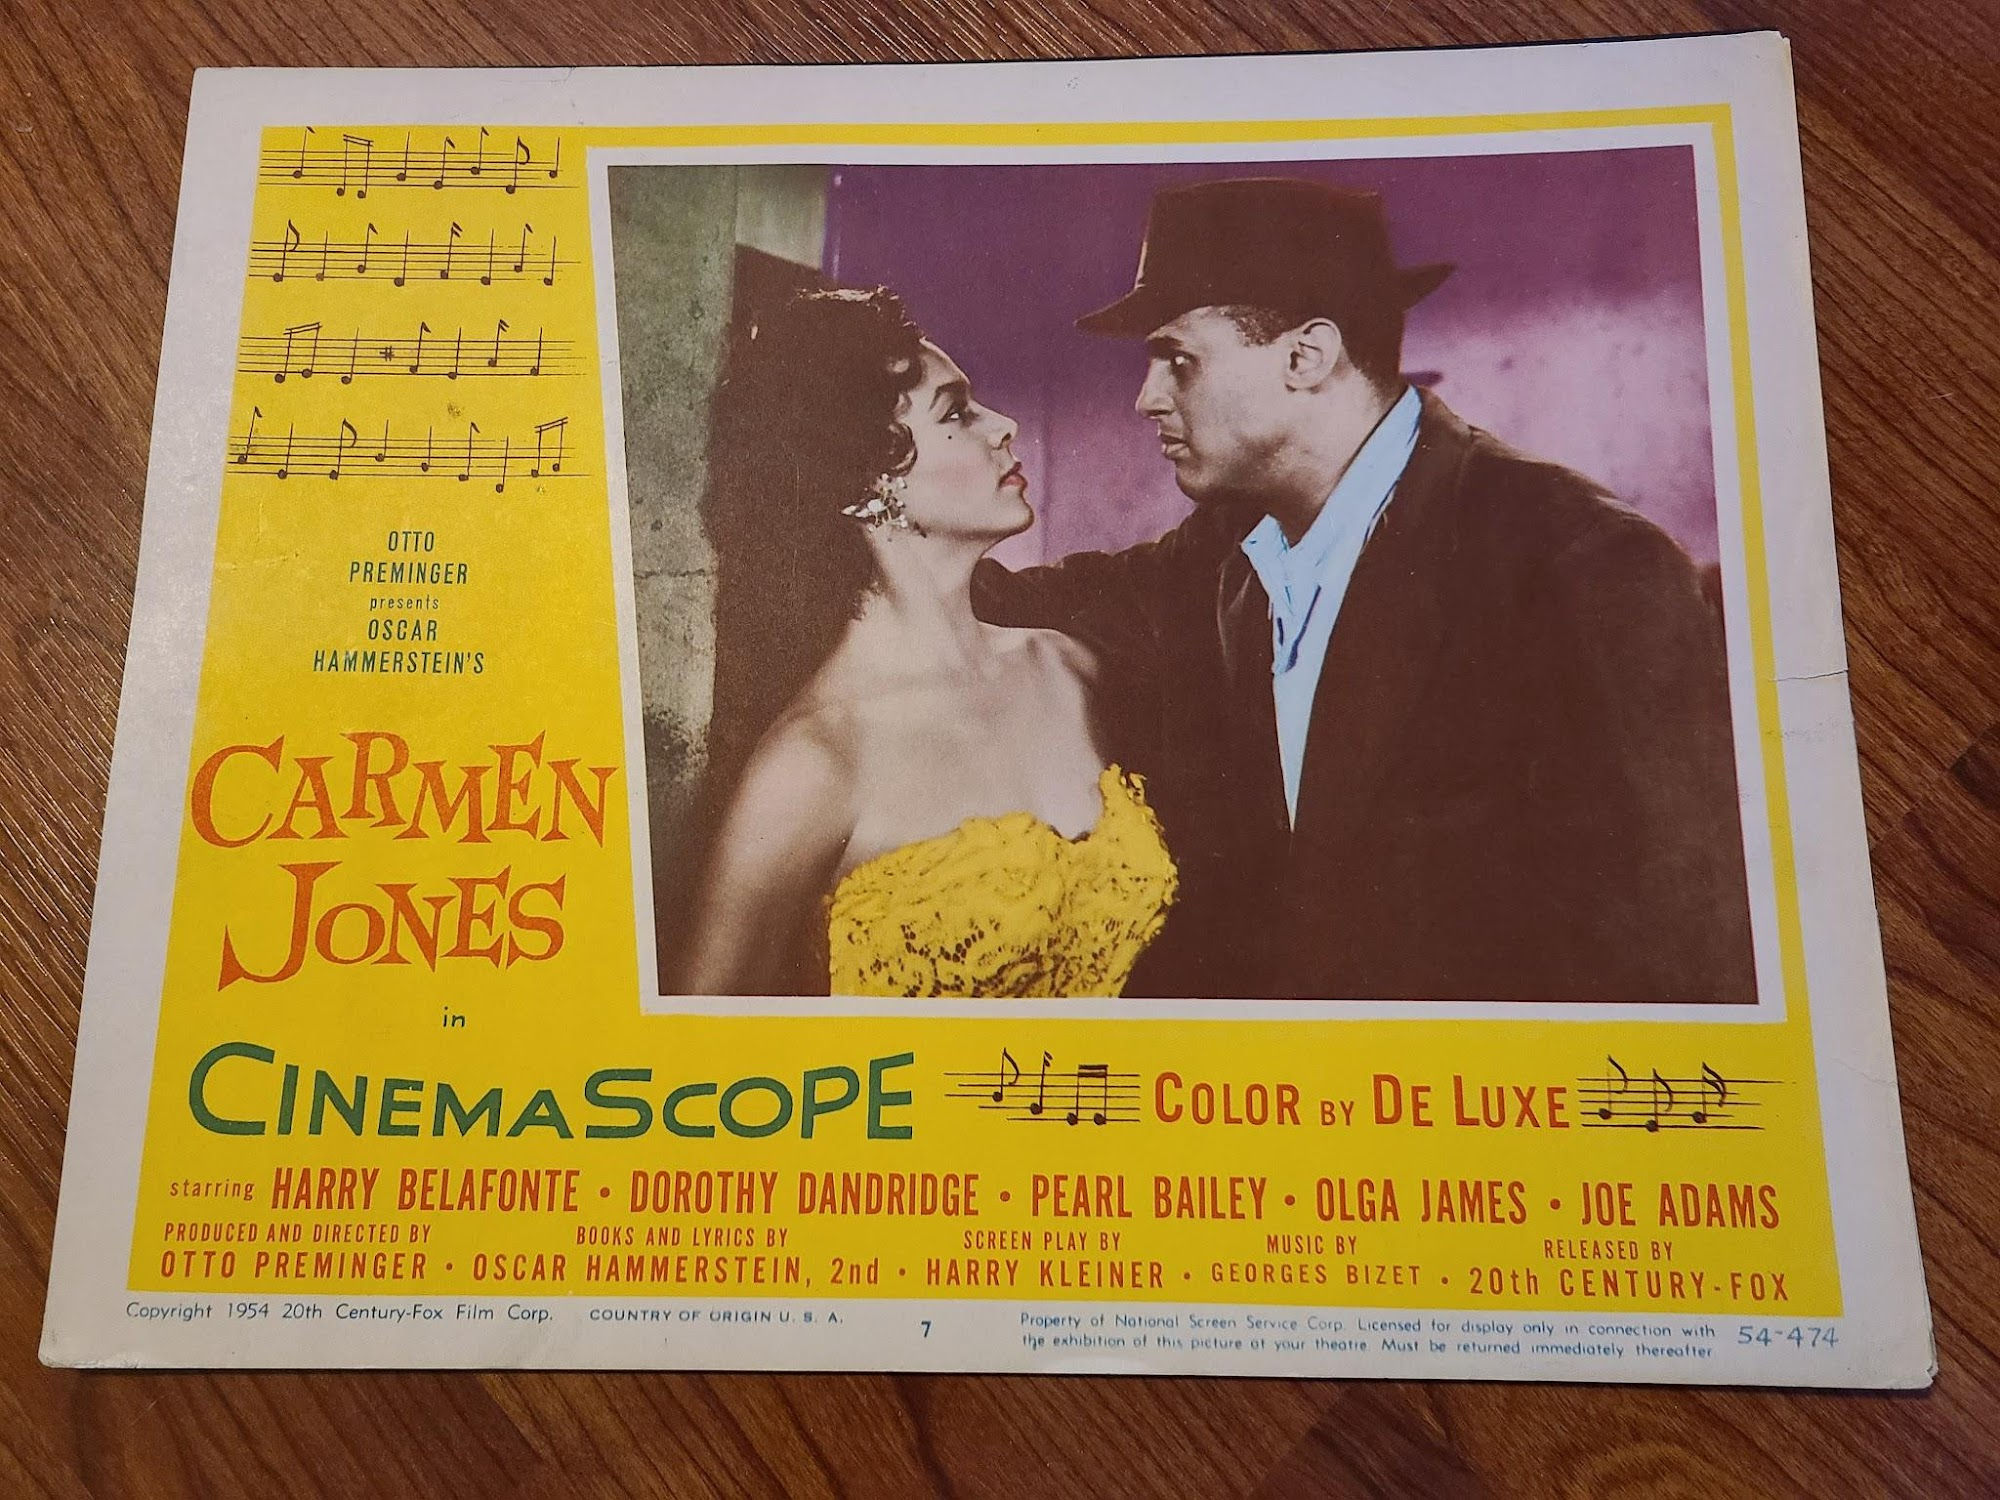 OTTO
PREMINGER
presents
OSCAR
HAMMERSTEIN'S
CARMEN
JONES
in
CINEMASCOPE
COLOR BY DE LUXE
starring HARRY BELAFONTE • DOROTHY DANDRIDGE • PEARL BAILEY • OLGA JAMES • JOE ADAMS
PRODUCED AND DIRECTED BY BOOKS AND LYRICS BY SCREEN PLAY BY MUSIC BY RELEASED BY
OTTO PREMINGER • OSCAR HAMMERSTEIN, 2nd • HARRY KLEINER • GEORGES BIZET • 20th CENTURY-FOX
Copyright 1954 20th Century-Fox Film Corp. COUNTRY OF ORIGIN U. S. A. 7 Property of National Screen Service Corp. Licensed for display only in connection with 54-474
the exhibition of this picture at your theatre. Must be returned immediately thereafter